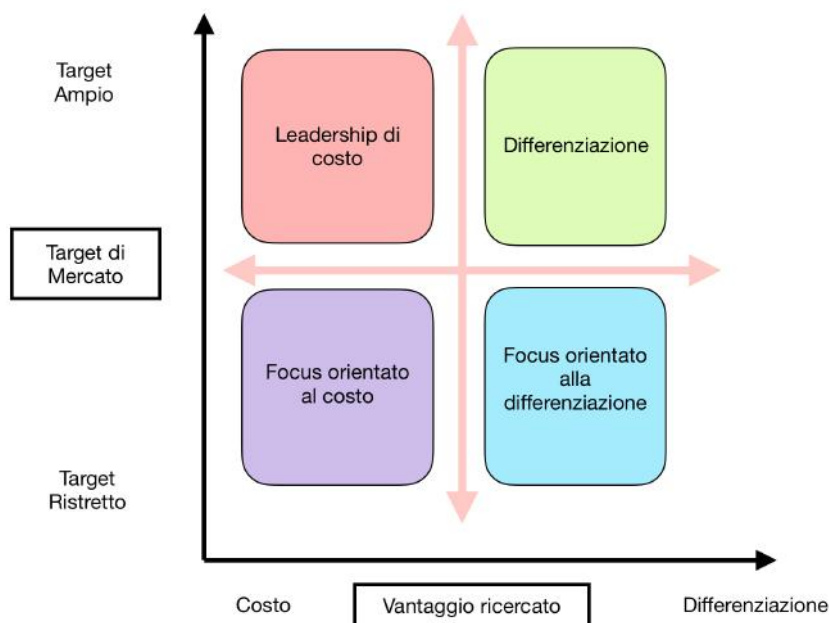 Target
Ampio
Leadership di
costo
Differenziazione
Target di
Mercato
Focus orientato
al costo
Focus orientato
alla
differenziazione
Target
Ristretto
Costo
Vantaggio ricercato
Differenziazione